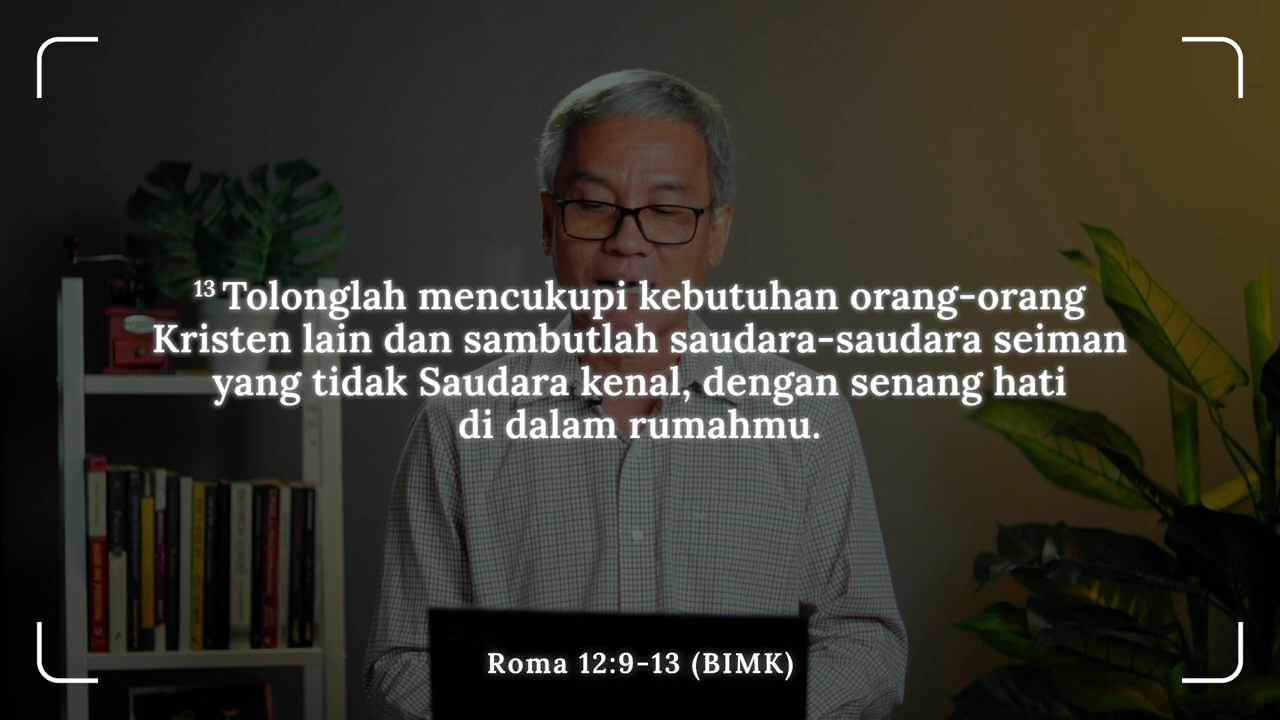 ¹³ Tolonglah mencukupi kebutuhan orang-orang
Kristen lain dan sambutlah saudara-saudara seiman
yang tidak Saudara kenal, dengan senang hati
di dalam rumahmu.
Roma 12:9-13 (BIMK)